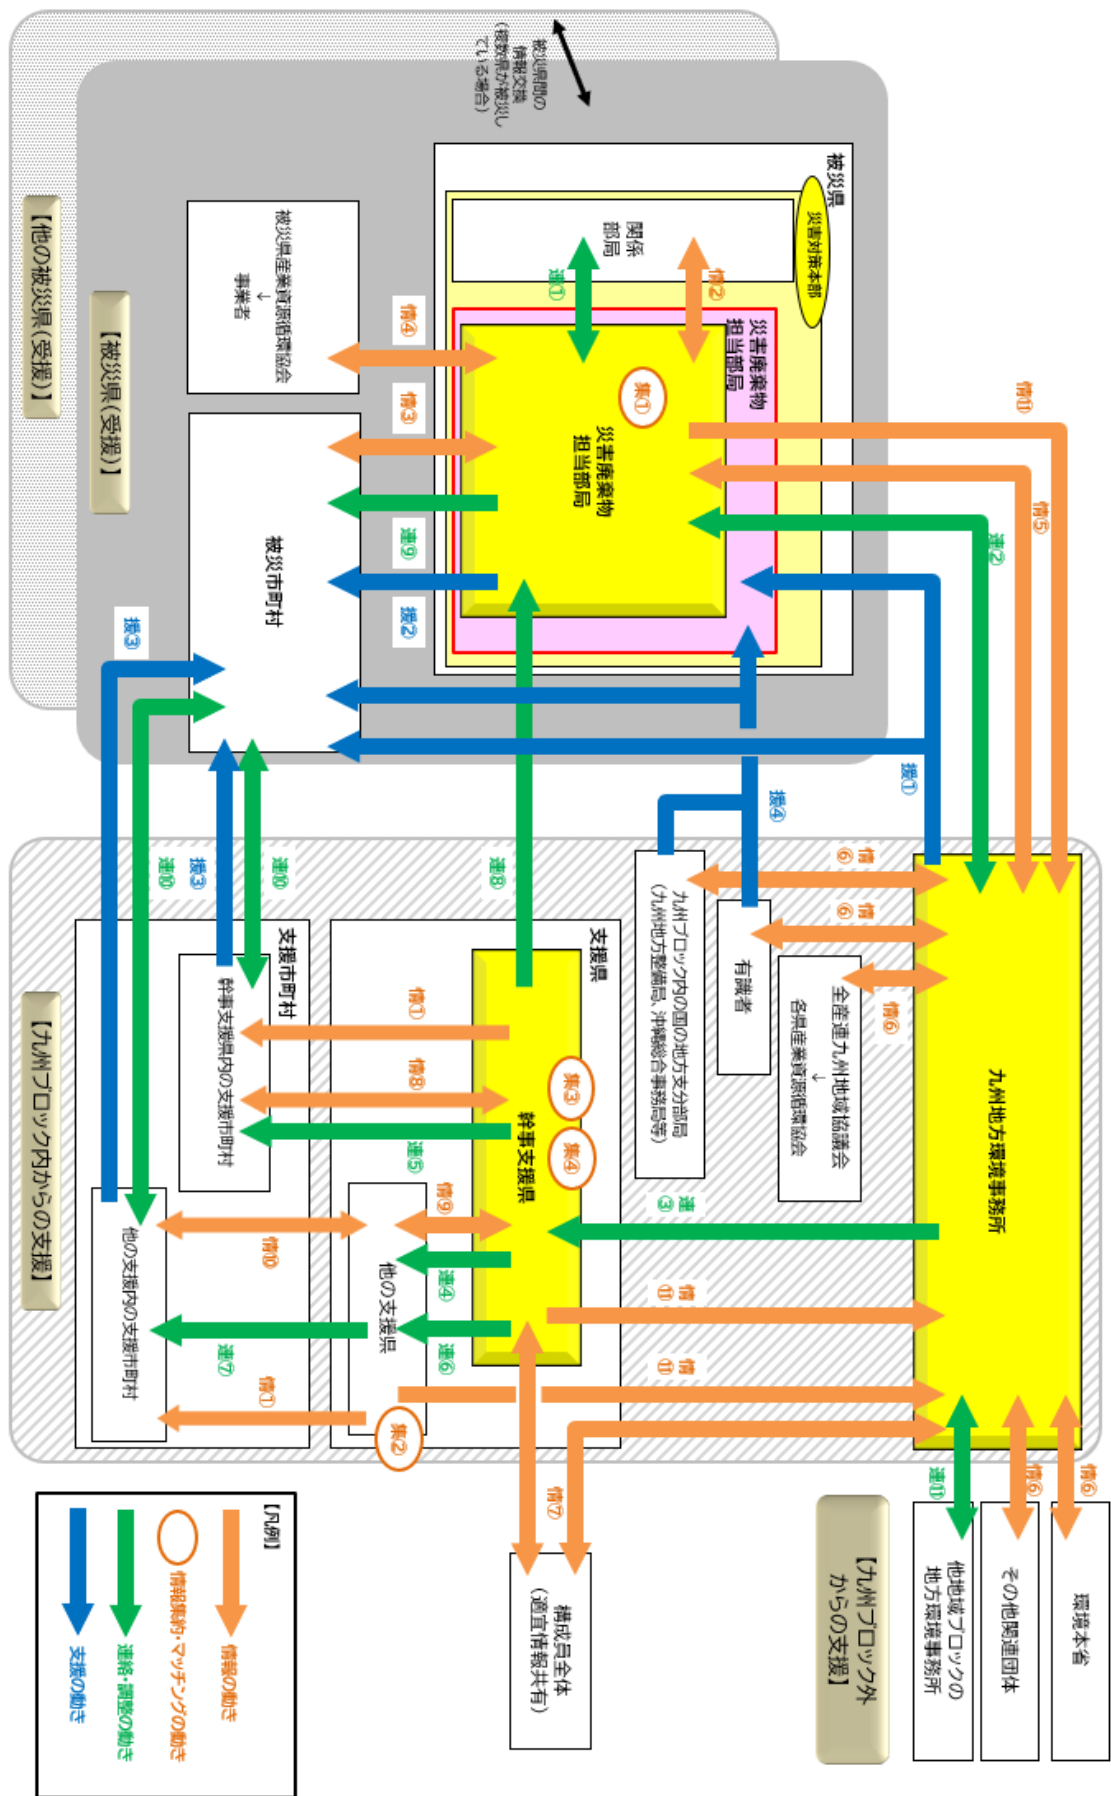 被災県間の
情報交換
(複数県が被災し
ている場合)
被災県
災害対策本部
関係
部局
情②
連①
災害廃棄物
担当部局
集①
災害廃棄物
担当部局
情④
情③
連⑨
援②
被災県産業資源循環協会
↓
事業者
被災市町村
【被災県(受援)】
【他の被災県(受援)】
情⑪
情⑤
連②
援①
援④
連⑧
連⑩
援③
連⑩
援③
九州地方環境事務所
情
⑥
情
⑥
情⑥
全産連九州地域協議会
↓
各県産業資源循環協会
有識者
九州ブロック内の国の地方支分部局
(九州地方整備局、沖縄総合事務局等)
連
③
情
⑪
情
⑪
支援県
集③
集④
幹事支援県
情①
情⑧
連⑤
情⑨
連④
連⑥
他の支援県
集②
支援市町村
幹事支援県内の支援市町村
情⑩
連⑦
情①
他の支援内の支援市町村
【九州ブロック内からの支援】
情⑥
情⑥
連⑪
環境本省
その他関連団体
他地域ブロックの
地方環境事務所
【九州ブロック外
からの支援】
情⑦
構成員全体
(適宜情報共有)
【凡例】
情報の動き
情報集約・マッチングの動き
連絡・調整の動き
支援の動き